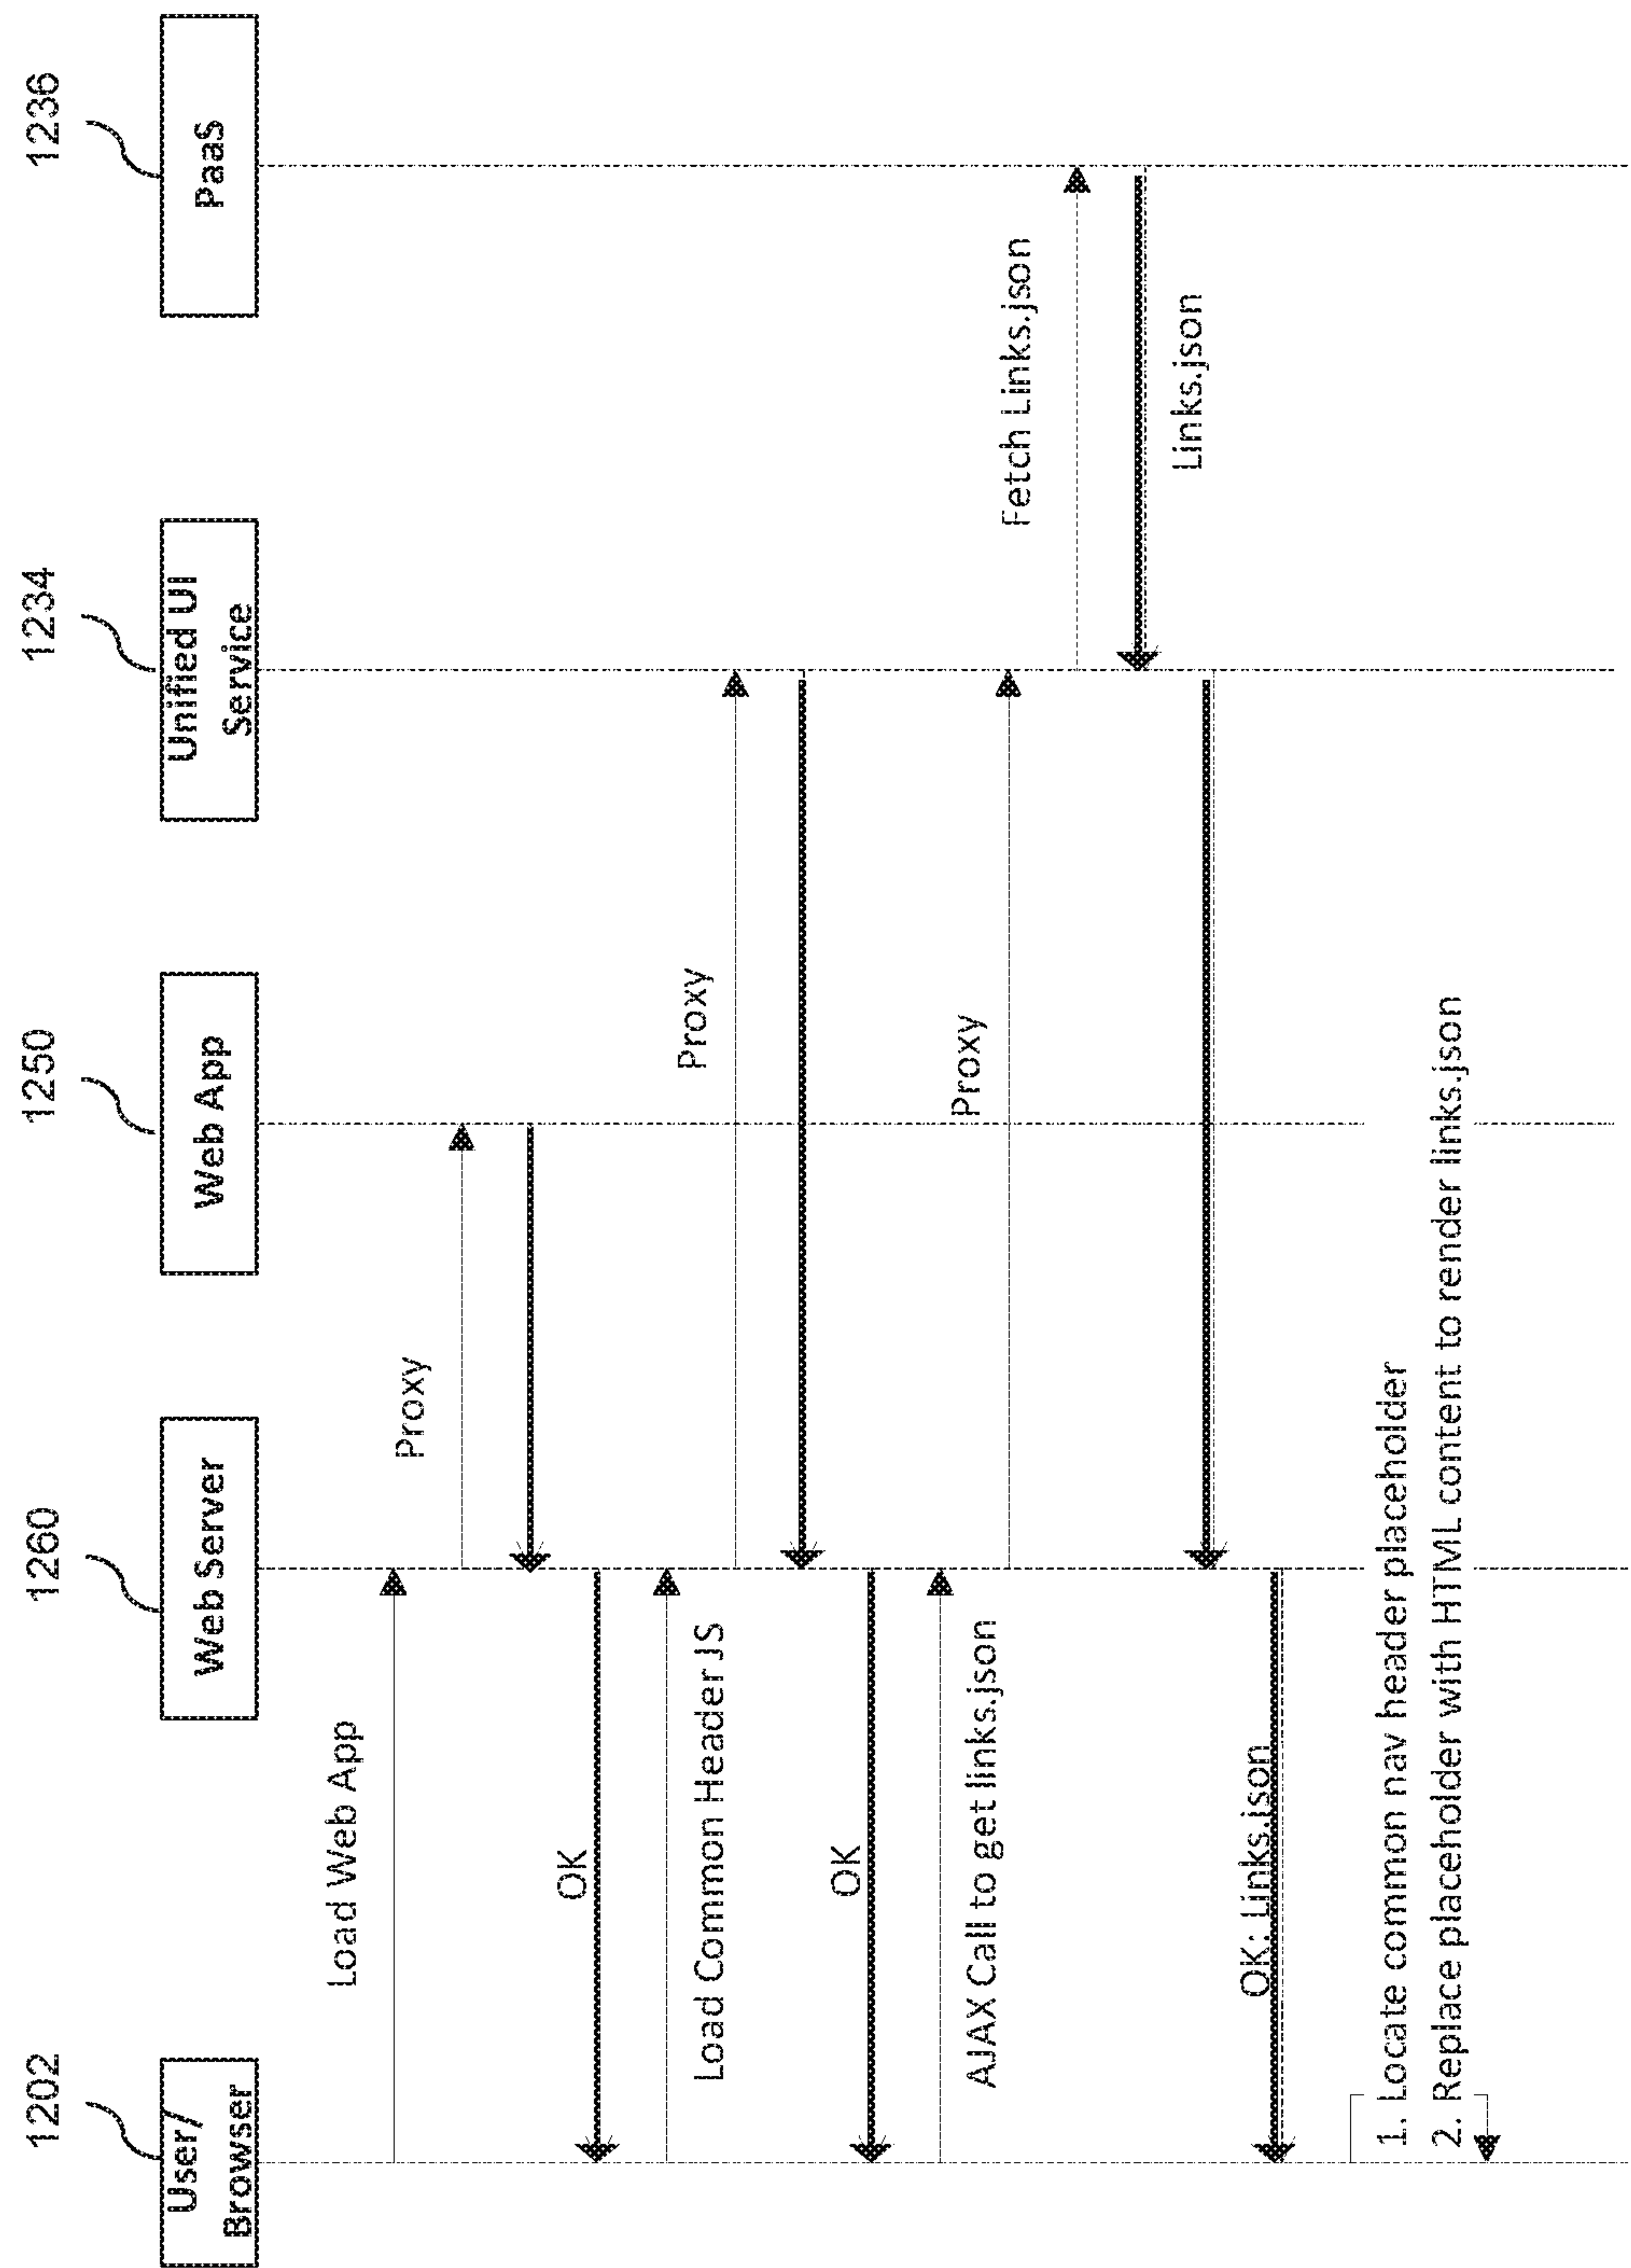 1202
1260
1250
1234
1236
User/
Browser
Web Server
Web App
Unified UI
Service
PaaS
Load Web App
Proxy
OK
Load Common Header JS
Proxy
OK
AJAX Call to get links.json
Proxy
Fetch Links.json
Links.json
OK: Links.json
1. Locate common nav header placeholder
2. Replace placeholder with HTML content to render links.json